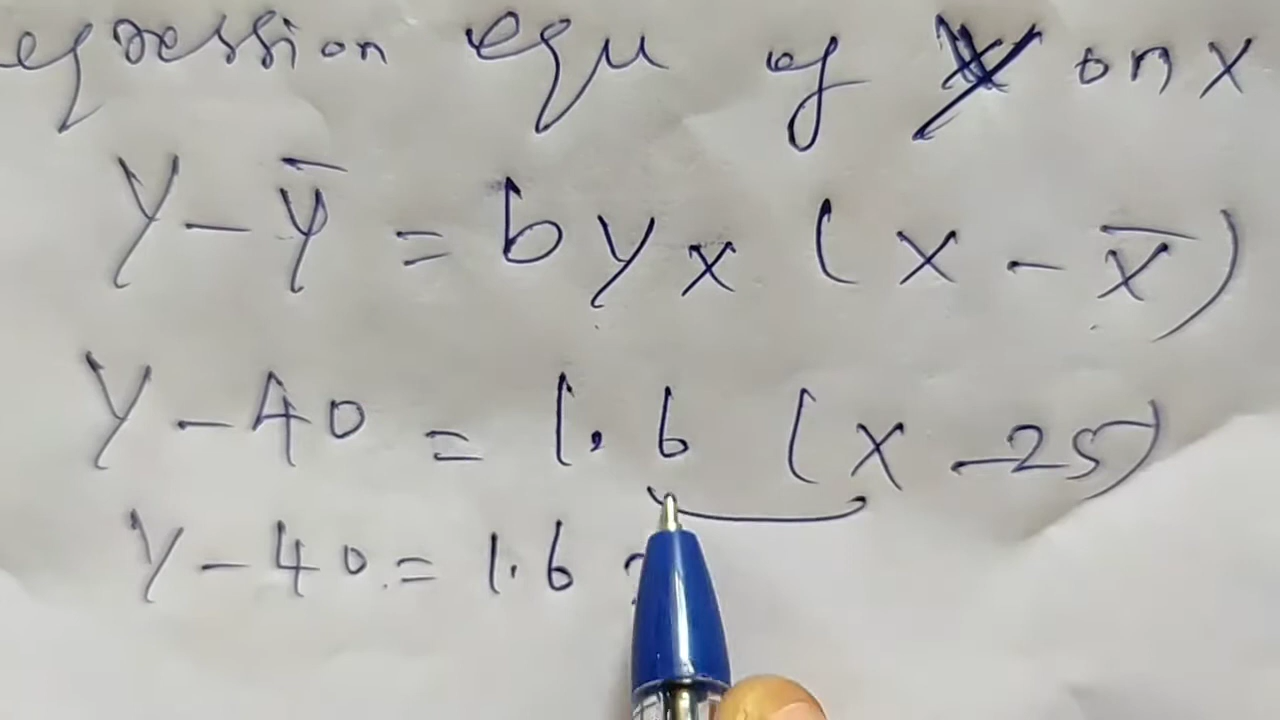 egression equ of Y on X
Y - Ȳ = byx (x - x̄)
Y - 40 = 1.6 (x - 25)
Y - 40 = 1.6